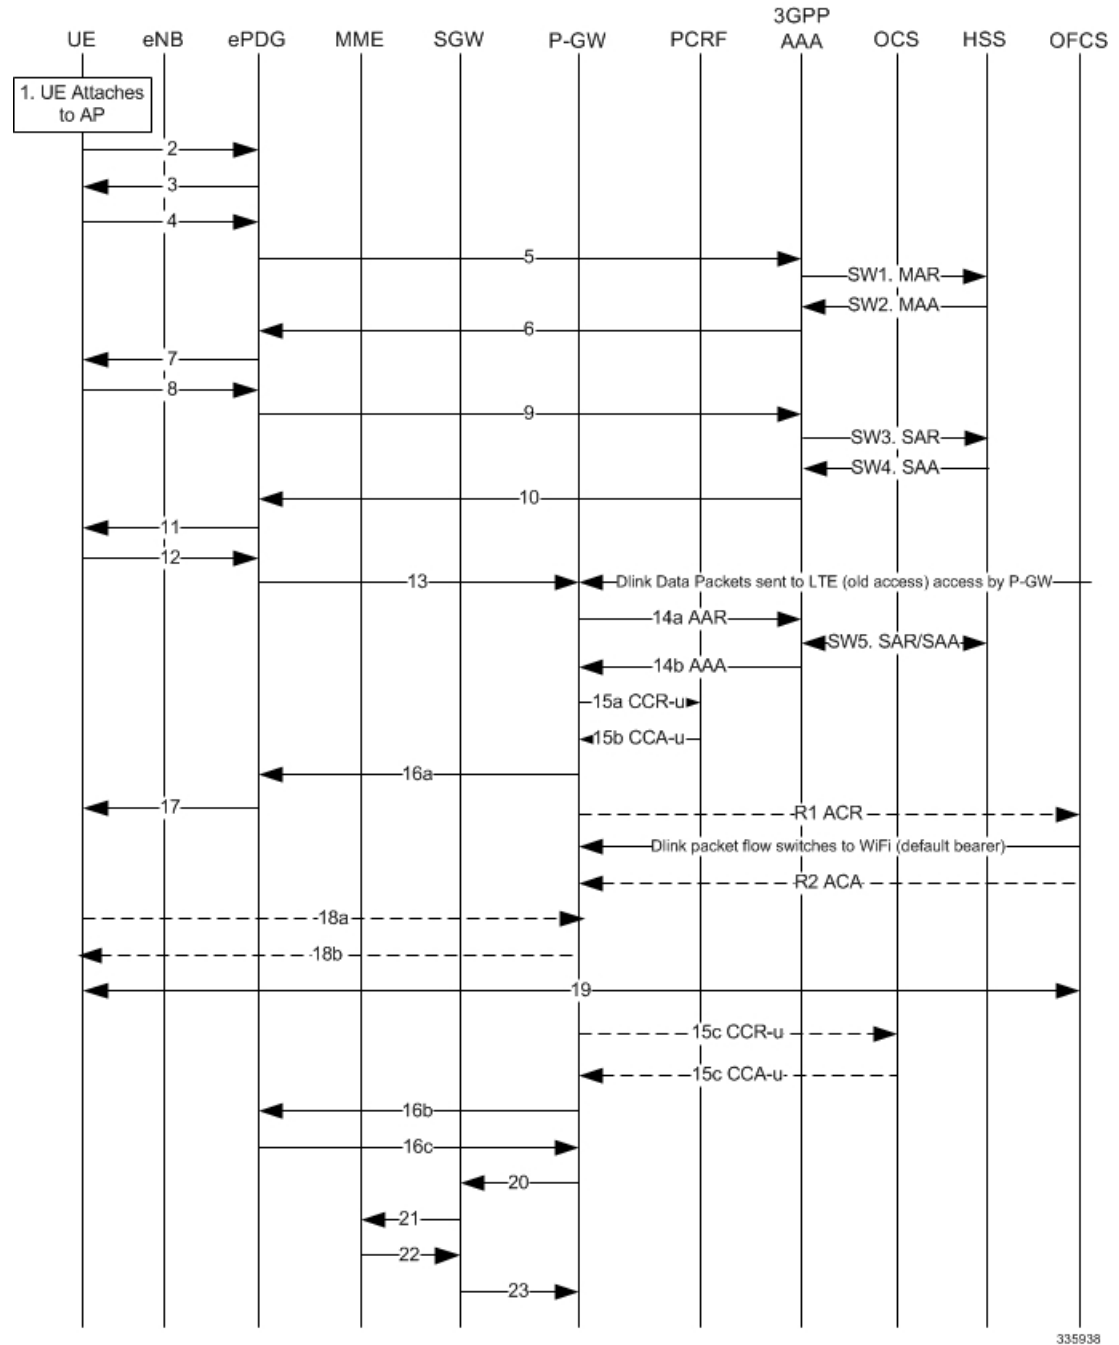 UE eNB ePDG MME SGW P-GW PCRF 3GPP AAA OCS HSS OFCS
1. UE Attaches
to AP
2
3
4
5
SW1. MAR
SW2. MAA
6
7
8
9
SW3. SAR
SW4. SAA
10
11
12
13 Dlink Data Packets sent to LTE (old access) access by P-GW
14a AAR
SW5. SAR/SAA
14b AAA
15a CCR-u
15b CCA-u
16a
17
R1 ACR
Dlink packet flow switches to WiFi (default bearer)
R2 ACA
18a
18b
19
15c CCR-u
15c CCA-u
16b
16c
20
21
22
23
335938